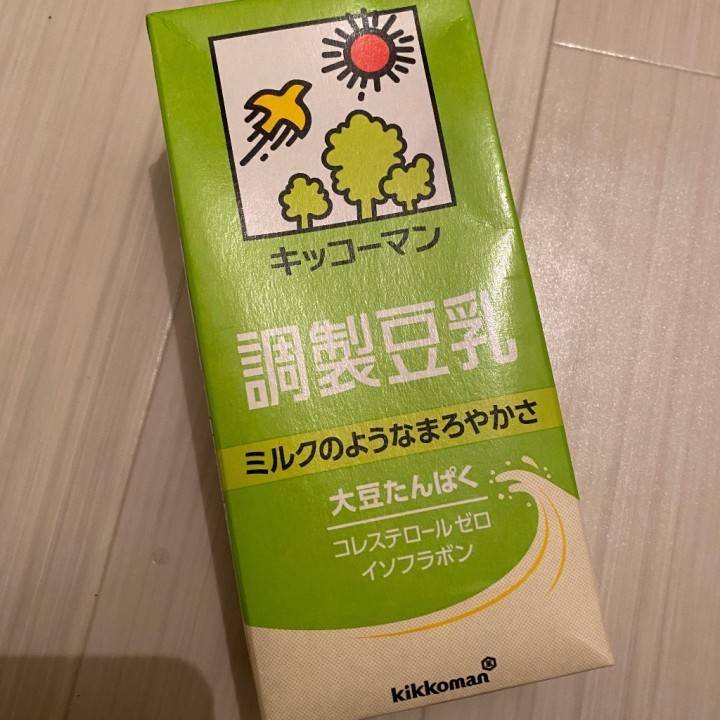 キッコーマン
調製豆乳
ミルクのようなまろやかさ
大豆たんぱく
コレステロールゼロ
イソフラボン
kikkoman